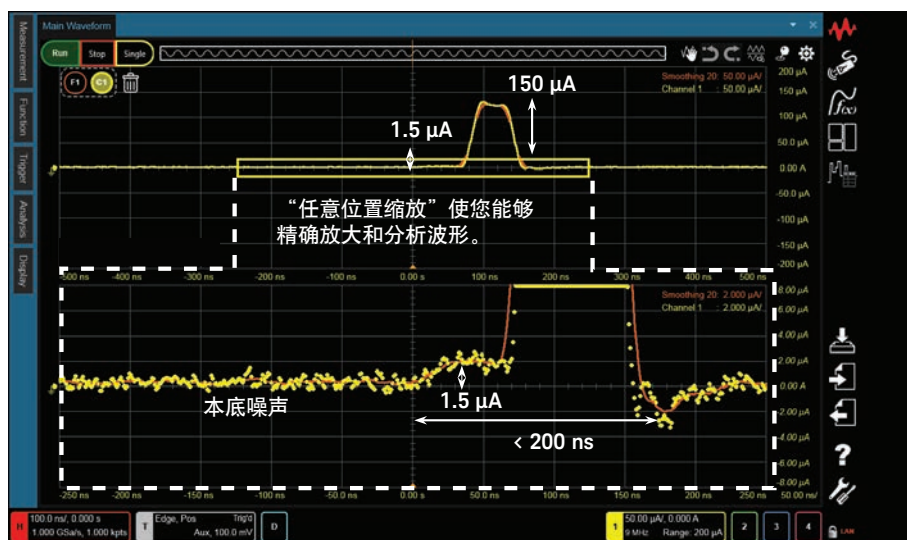 Main Waveform
Measurement
Function
Trigger
Analysis
Display
Run
Stop
Single
F1
C1
f(x)
Smoothing 20: 50.00 µA/
Channel 1 : 50.00 µA/
200 µA
150 µA
100 µA
50.0 µA
0.00 A
-50.0 µA
-100 µA
-150 µA
-200 µA
150 µA
1.5 µA
“任意位置缩放”使您能够
精确放大和分析波形。
-500 ns -400 ns -300 ns -200 ns -100 ns 0.00 s 100 ns 200 ns 300 ns 400 ns 500 ns
Smoothing 20: 2.000 µA/
Channel 1 : 2.000 µA/
8.00 µA
6.00 µA
4.00 µA
2.00 µA
0.00 A
-2.00 µA
-4.00 µA
-6.00 µA
-8.00 µA
本底噪声
1.5 µA
< 200 ns
-250 ns -200 ns -150 ns -100 ns -50.0 ns 0.00 s 50.0 ns 100 ns 150 ns 200 ns 250 ns 50.00 ns/
H
100.0 ns/, 0.000 s
1.000 GSa/s, 1.000 kpts
T
Edge, Pos Trig'd
Aux, 100.0 mV
D
1
50.00 µA/, 0.000 A
9 MHz Range: 200 µA
2
3
4
?
LAN